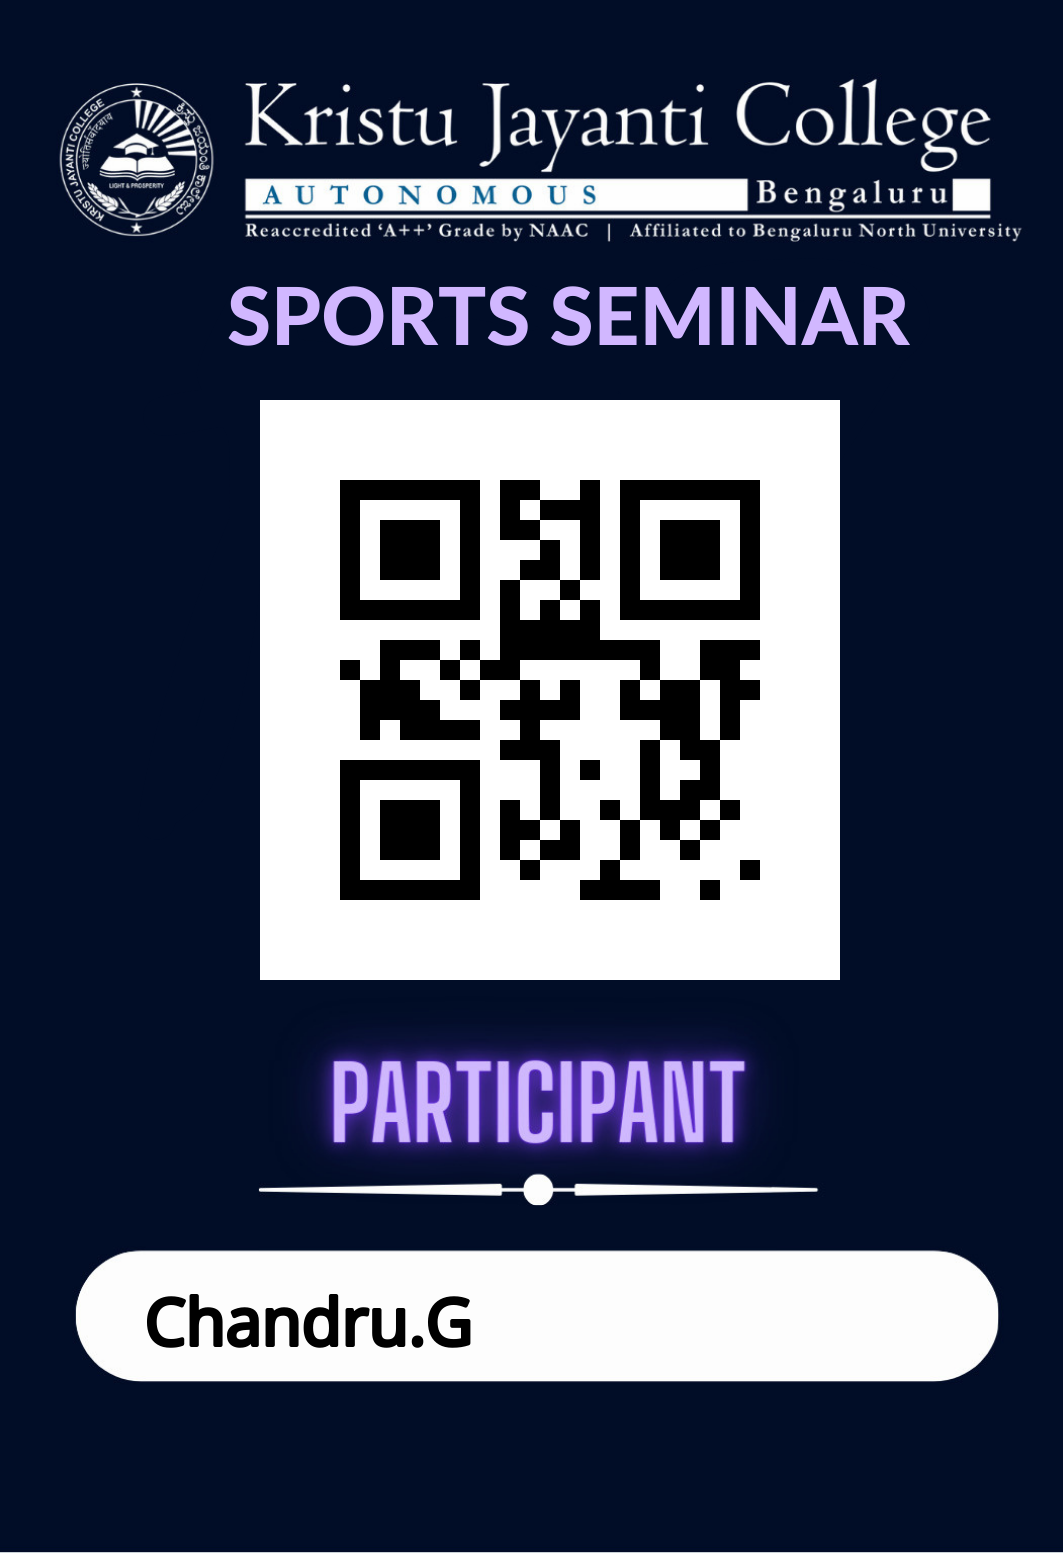 KRISTU JAYANTI COLLEGE
LIGHT & PROSPERITY
Kristu Jayanti College
AUTONOMOUS Bengaluru
Reaccredited ‘A++’ Grade by NAAC | Affiliated to Bengaluru North University
SPORTS SEMINAR
PARTICIPANT
Chandru.G